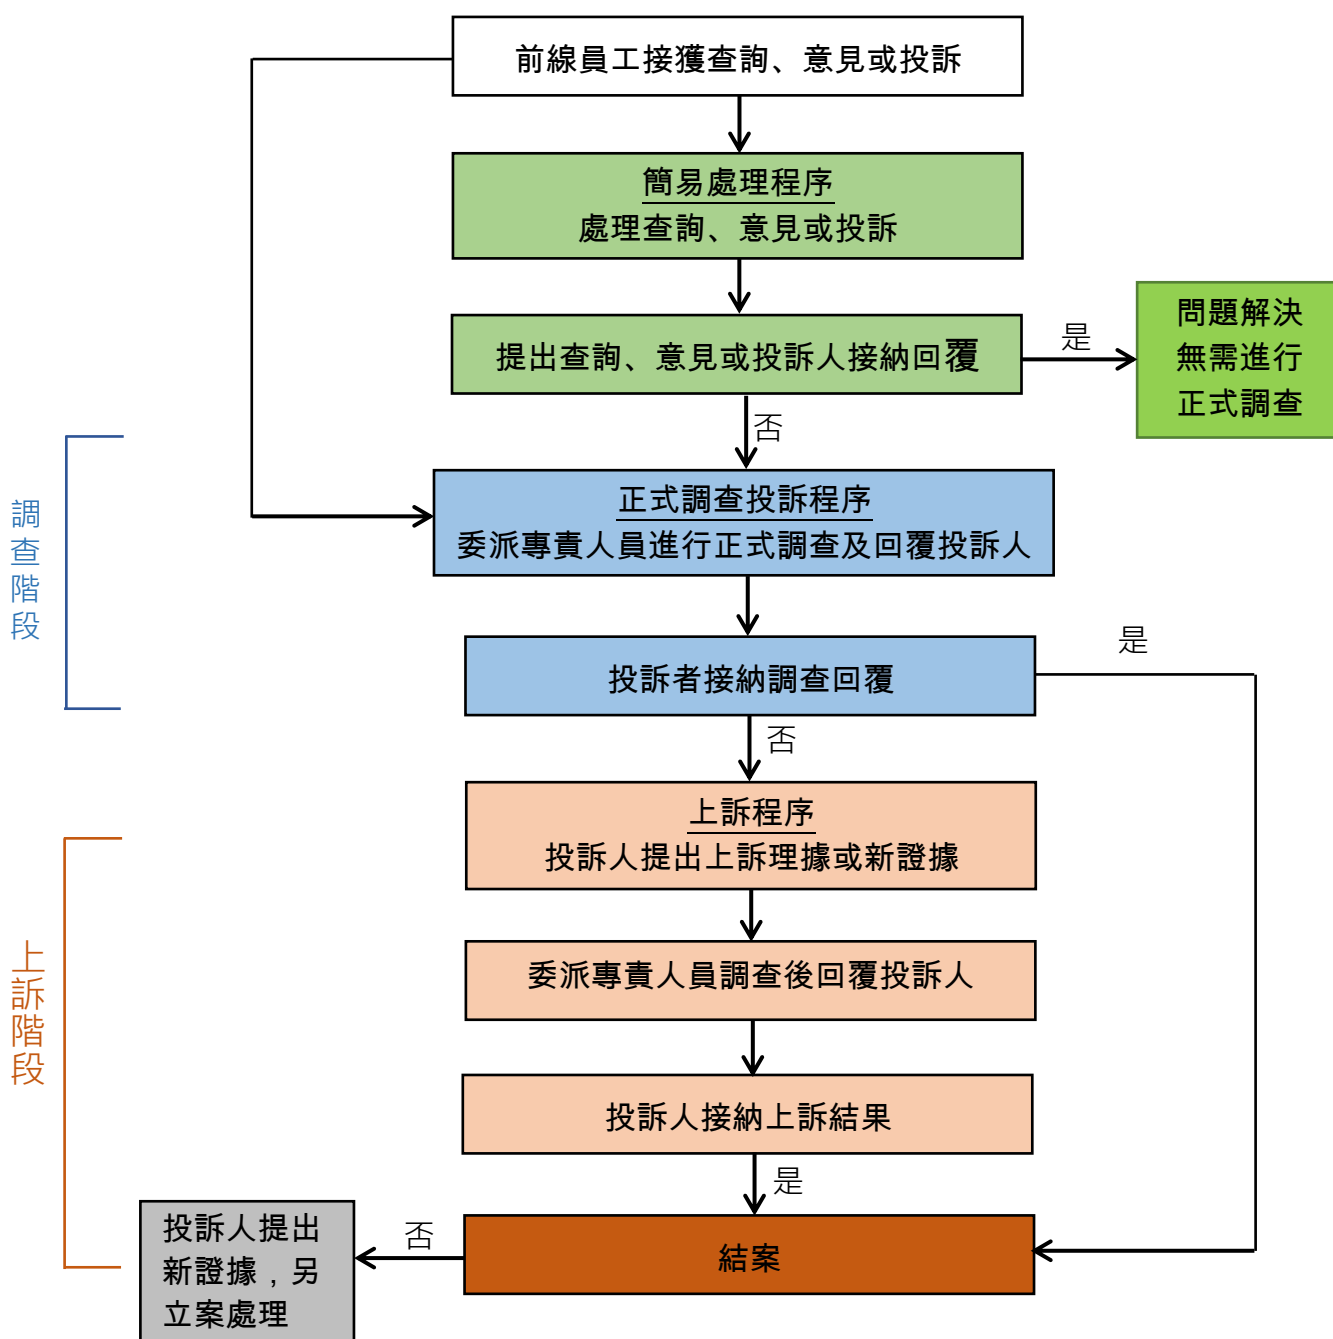 前線員工接獲查詢、意見或投訴
簡易處理程序
處理查詢、意見或投訴
提出查詢、意見或投訴人接納回覆
是
問題解決
無需進行
正式調查
否
調查階段
正式調查投訴程序
委派專責人員進行正式調查及回覆投訴人
投訴者接納調查回覆
是
否
上訴階段
上訴程序
投訴人提出上訴理據或新證據
委派專責人員調查後回覆投訴人
投訴人接納上訴結果
是
結案
否
投訴人提出
新證據，另
立案處理